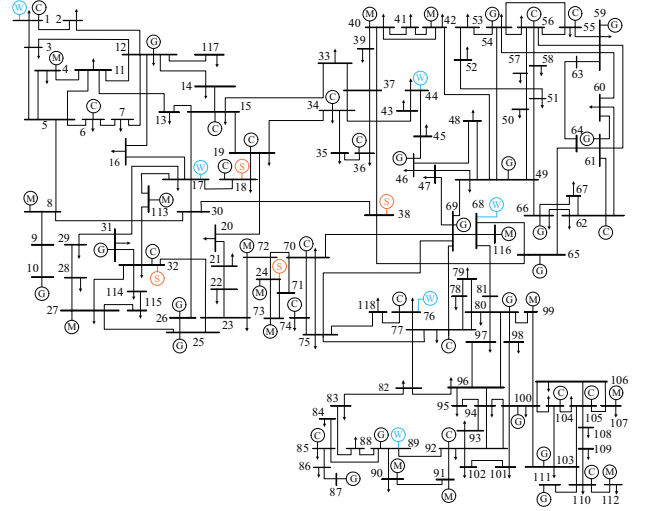 W C C M 40 41 M 42 53 G 56 C 59
1 2 12 G 117 54 55 G
3 M 39 57 58 63
4 11 33 W 52 60
C 14 C 37 44 51
5 6 7 13 C 15 34 43 50 64 G
16 19 C 35 C 45 48 61
W C S 36 G 46 G 49 67
17 18 47 66 62 C
M M S 69 68 W G
8 113 30 38 G M
9 31 G 20 116 65
29 C M 72 70 C G
10 28 32 21 24 S 79
G S M 71 78 81
114 22 C 118 C W 76 80 G M
27 115 G 73 77 99
M 26 23 M 74 75 C 97 98
25
G
82 96 100 106
83 95 94 C C M
84 G 104 105 107
C G W C 93 108
85 88 89 92 G 109
86 M 91 102 101 103
G 90 M 111 C M
87 G 110 112